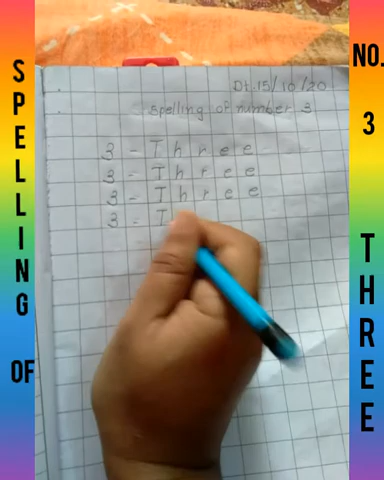 SPELLING OF
NO. 3 THREE
Dt 15/10/20
spelling of number 3
3 - Three
3 - Three
3 - Three
3 - T